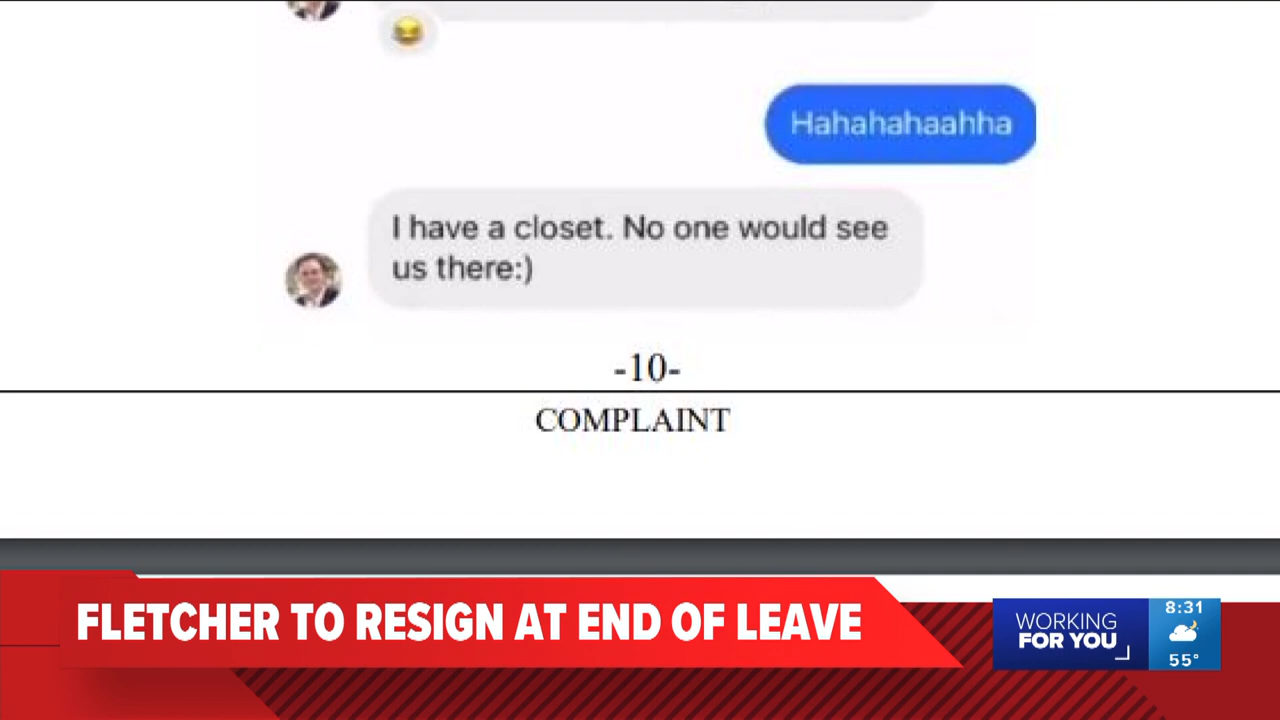 Hahahahaahha
I have a closet. No one would see
us there:)
-10-
COMPLAINT
FLETCHER TO RESIGN AT END OF LEAVE
WORKING
FOR YOU
8:31
55°